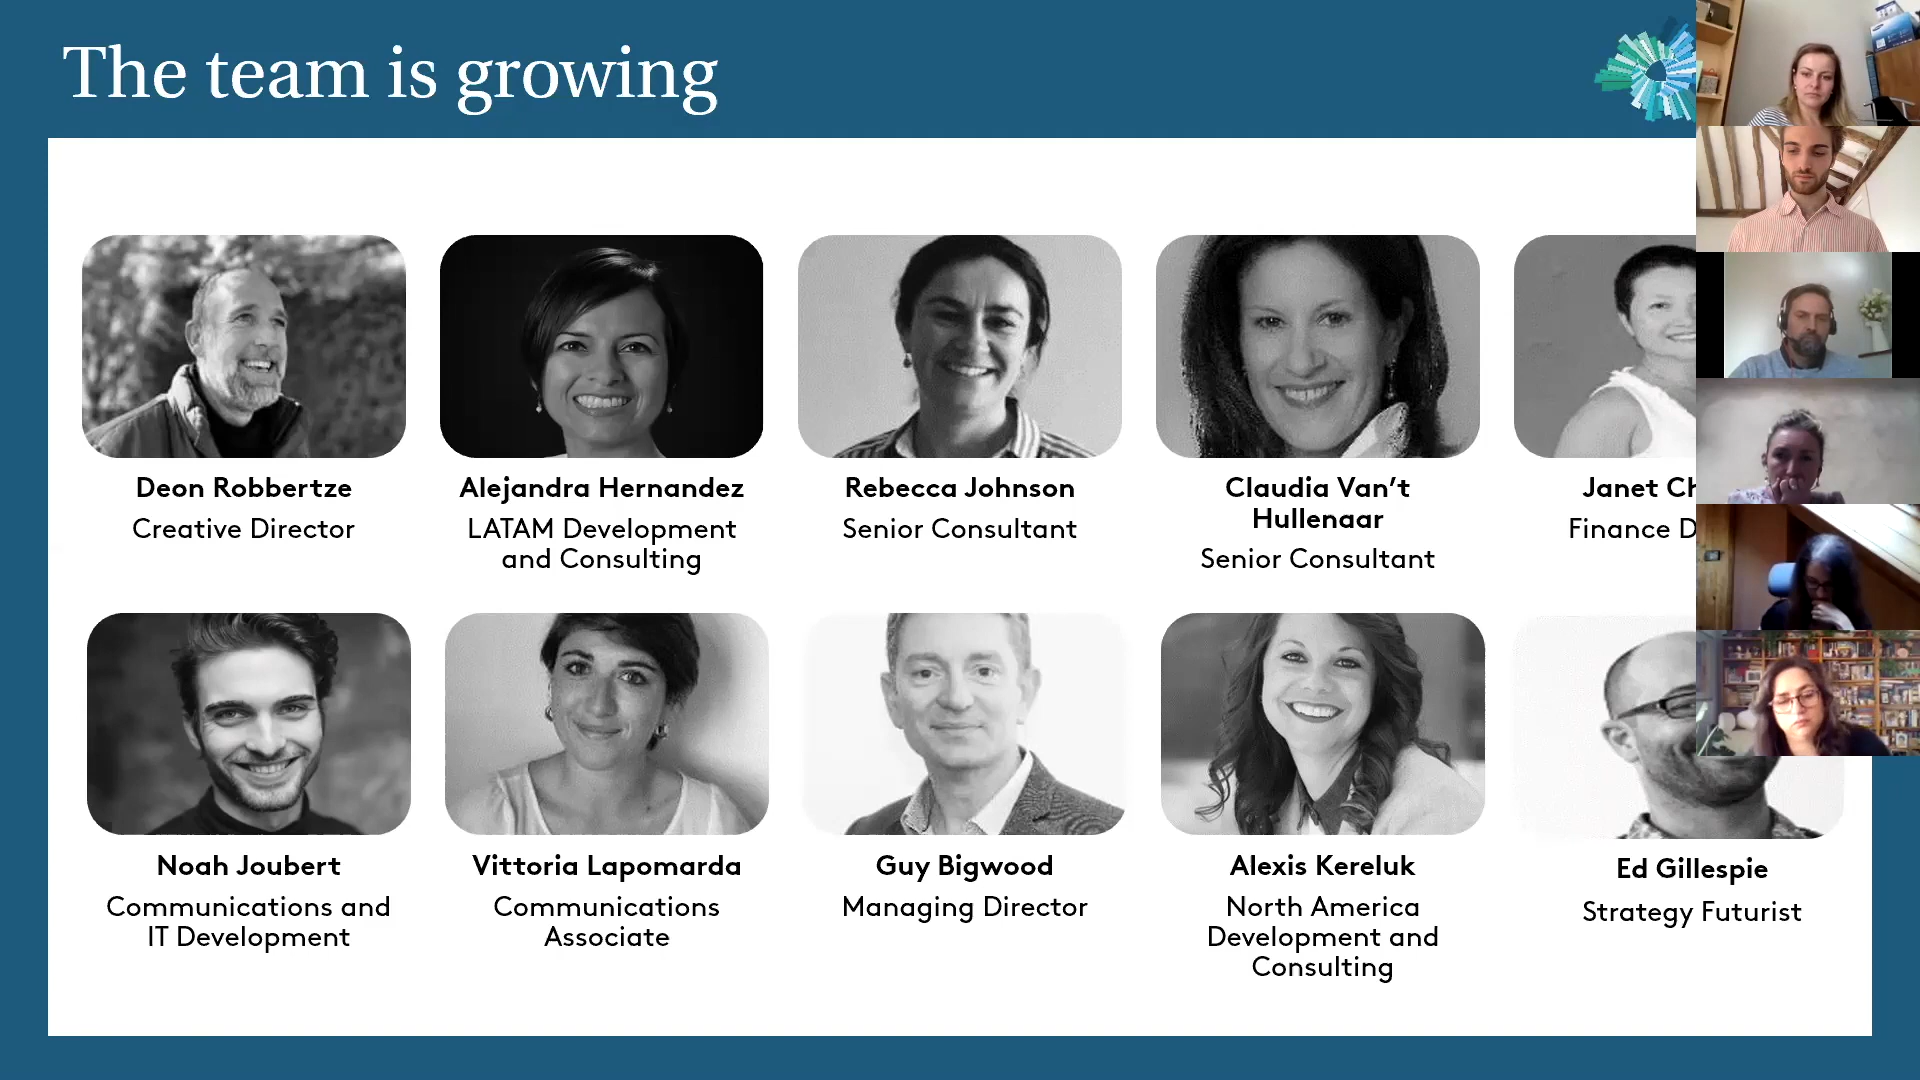 The team is growing
Deon Robbertze
Creative Director
Alejandra Hernandez
LATAM Development
and Consulting
Rebecca Johnson
Senior Consultant
Claudia Van’t
Hullenaar
Senior Consultant
Janet
Finance
Noah Joubert
Communications and
IT Development
Vittoria Lapomarda
Communications
Associate
Guy Bigwood
Managing Director
Alexis Kereluk
North America
Development and
Consulting
Ed Gillespie
Strategy Futurist